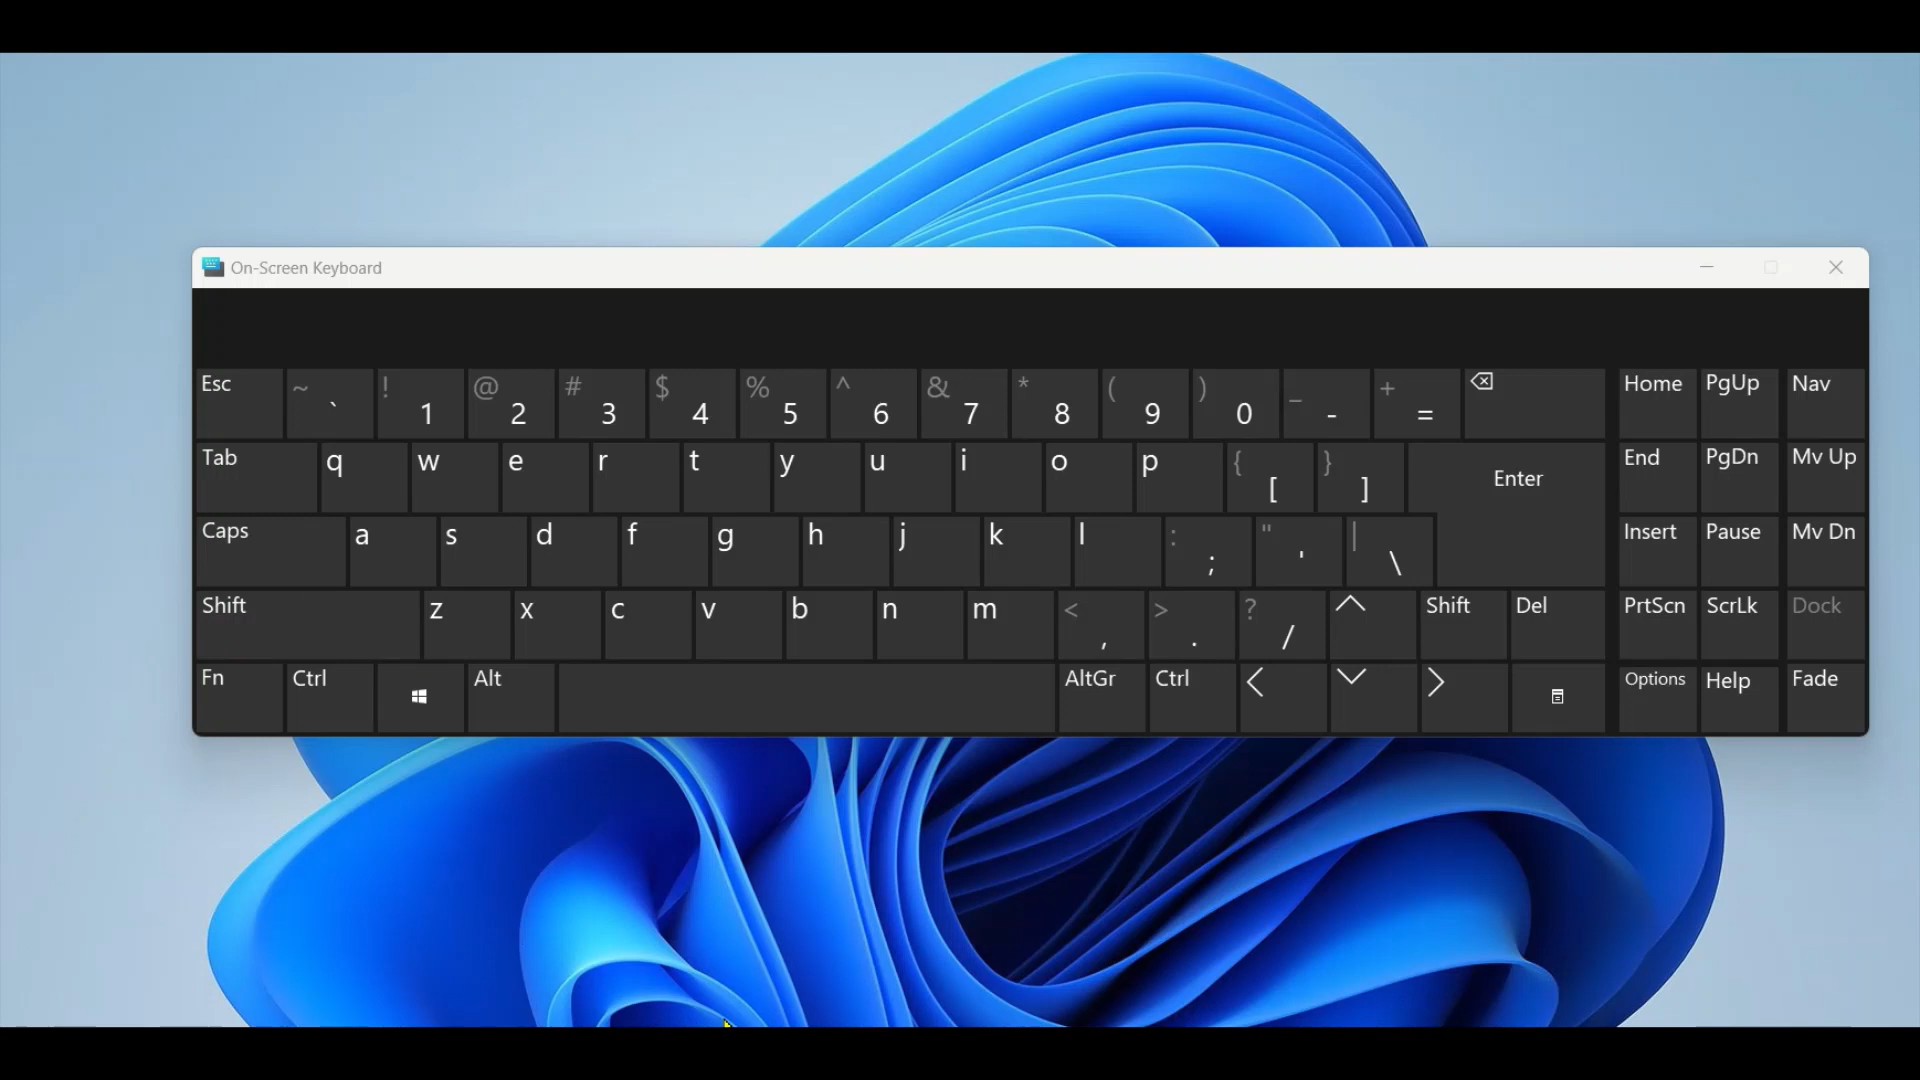 On-Screen Keyboard
Esc ~ ` ! 1 @ 2 # 3 $ 4 % 5 ^ 6 & 7 * 8 ( 9 ) 0 _ - + = Home PgUp Nav
Tab q w e r t y u i o p { [ } ] Enter End PgDn Mv Up
Caps a s d f g h j k l : ; " ' | \ Insert Pause Mv Dn
Shift z x c v b n m < , > . ? / Shift Del PrtScn ScrLk Dock
Fn Ctrl Alt AltGr Ctrl Options Help Fade